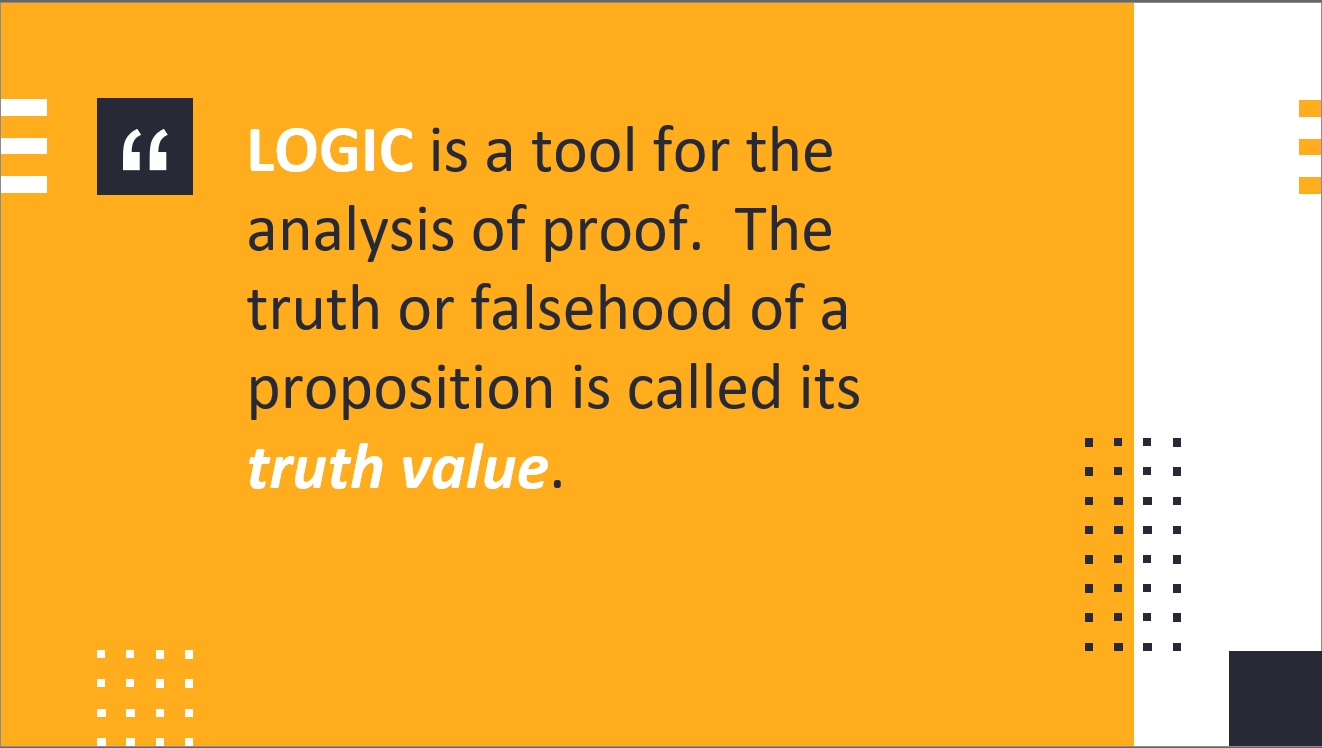 “
LOGIC is a tool for the
analysis of proof.  The
truth or falsehood of a
proposition is called its
truth value.